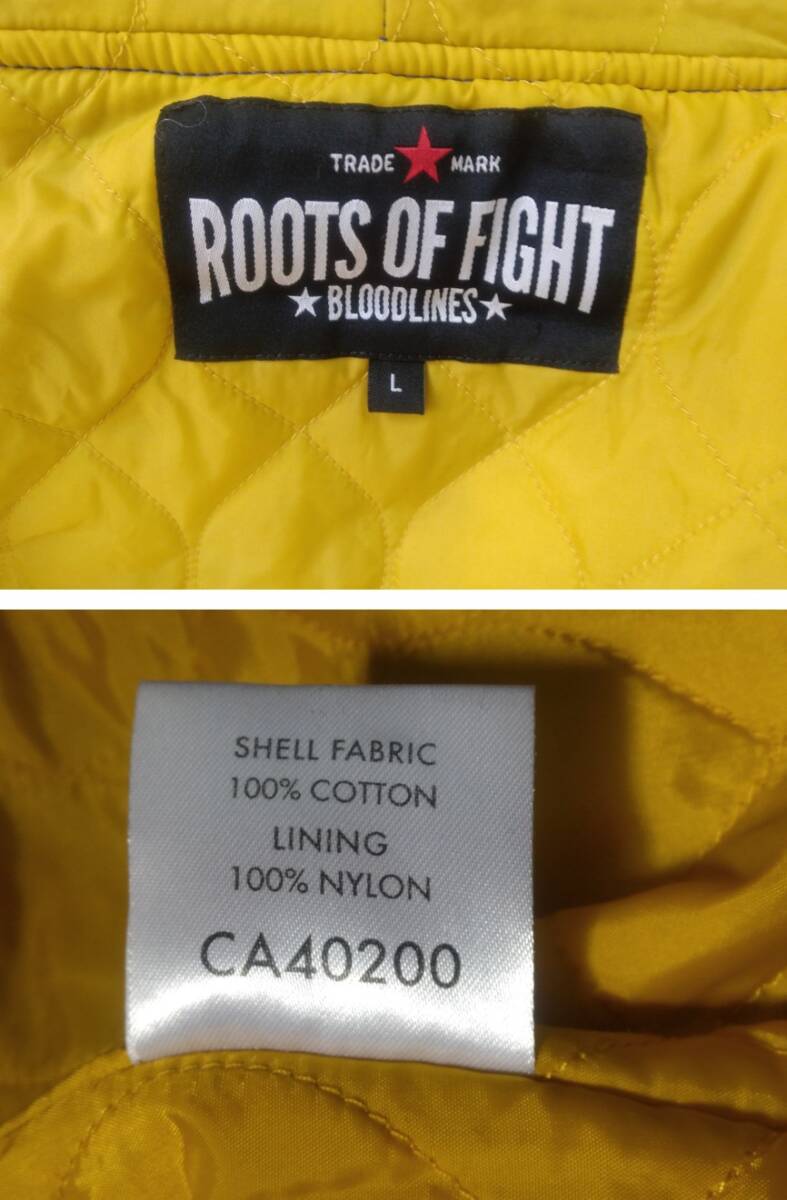 TRADE MARK
ROOTS OF FIGHT
BLOODLINES
L
SHELL FABRIC
100% COTTON
LINING
100% NYLON
CA40200